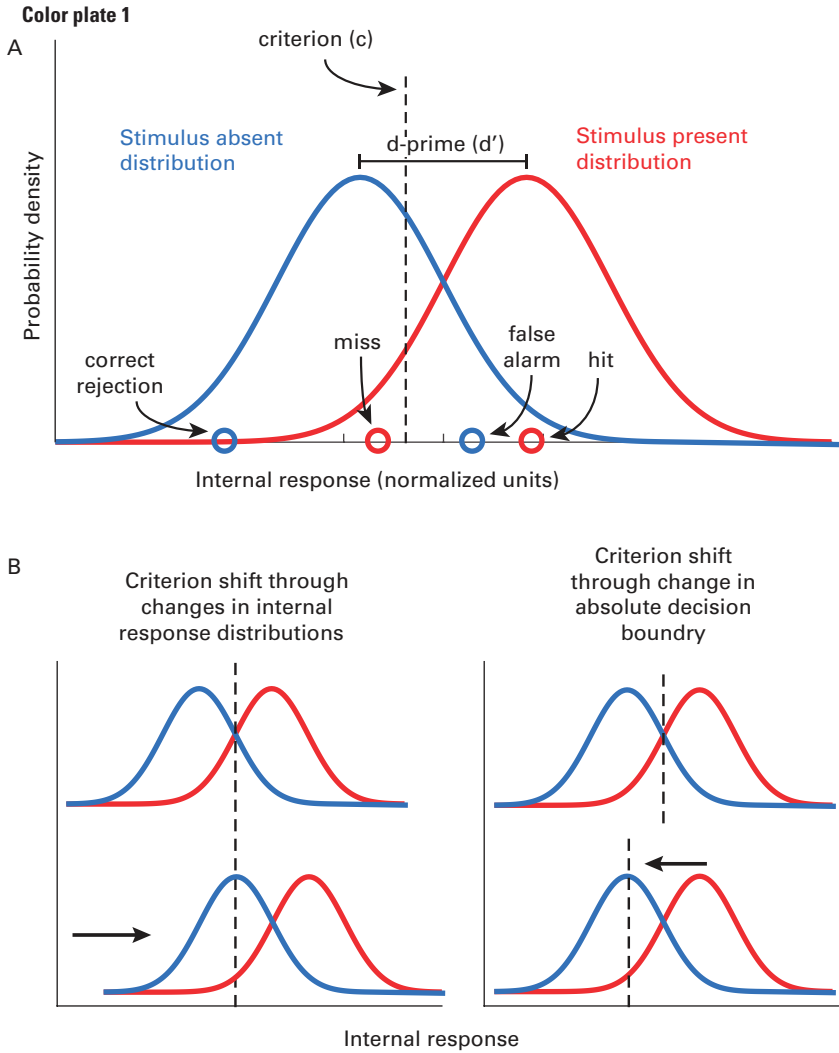 Color plate 1
A
criterion (c)
Stimulus absent
distribution
d-prime (d')
Stimulus present
distribution
Probability density
correct
rejection
miss
false
alarm
hit
Internal response (normalized units)
B
Criterion shift through
changes in internal
response distributions
Criterion shift
through change in
absolute decision
boundry
Internal response